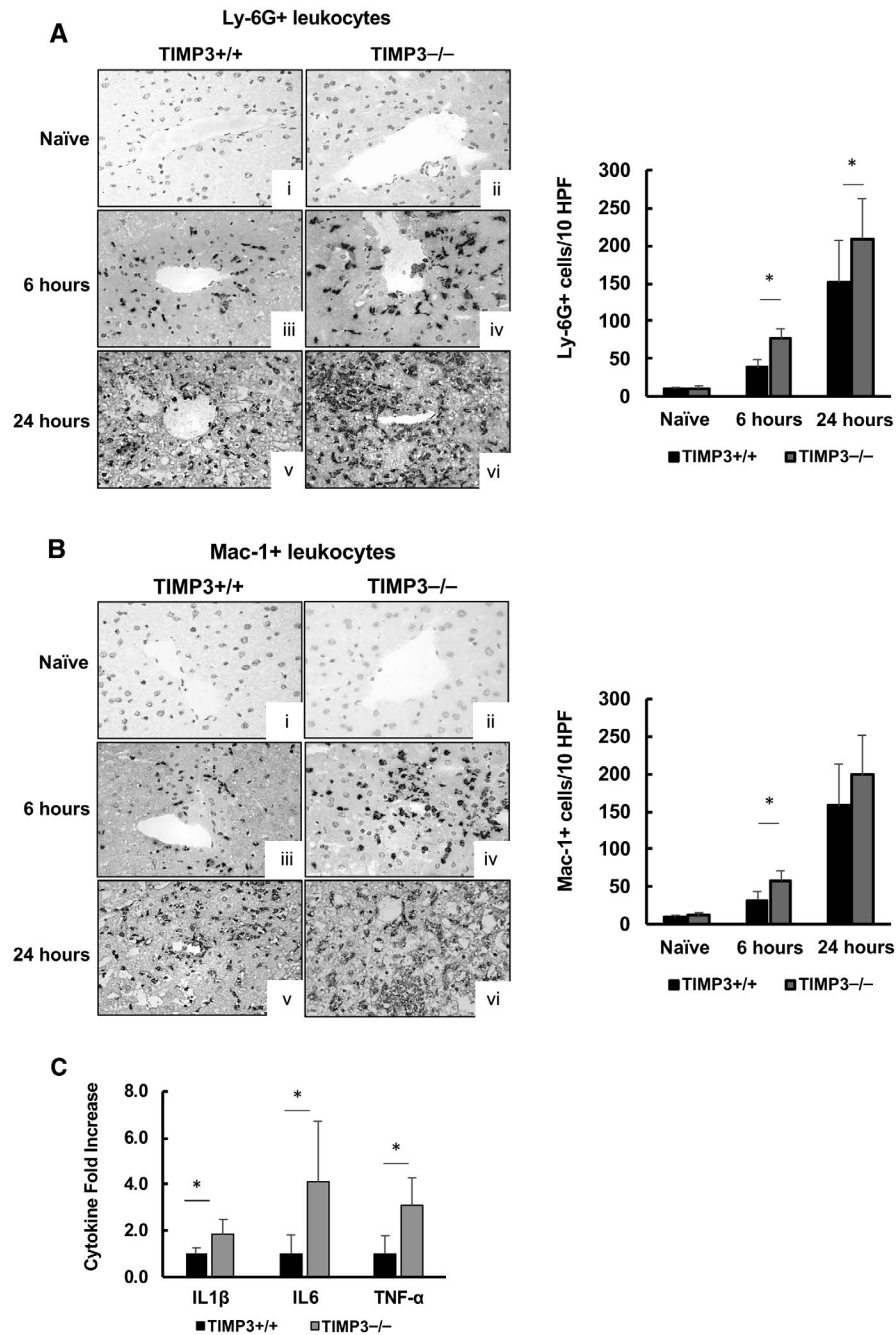 A
Ly-6G+ leukocytes
TIMP3+/+ TIMP3–/–
Naïve
i
ii
6 hours
iii
iv
24 hours
v
vi
Ly-6G+ cells/10 HPF
300
250
200
150
100
50
0
*
*
Naïve 6 hours 24 hours
TIMP3+/+ TIMP3–/–
B
Mac-1+ leukocytes
TIMP3+/+ TIMP3–/–
Naïve
i
ii
6 hours
iii
iv
24 hours
v
vi
Mac-1+ cells/10 HPF
300
250
200
150
100
50
0
*
Naïve 6 hours 24 hours
TIMP3+/+ TIMP3–/–
C
Cytokine Fold Increase
8.0
6.0
4.0
2.0
0.0
*
*
*
IL1β IL6 TNF-α
TIMP3+/+ TIMP3–/–